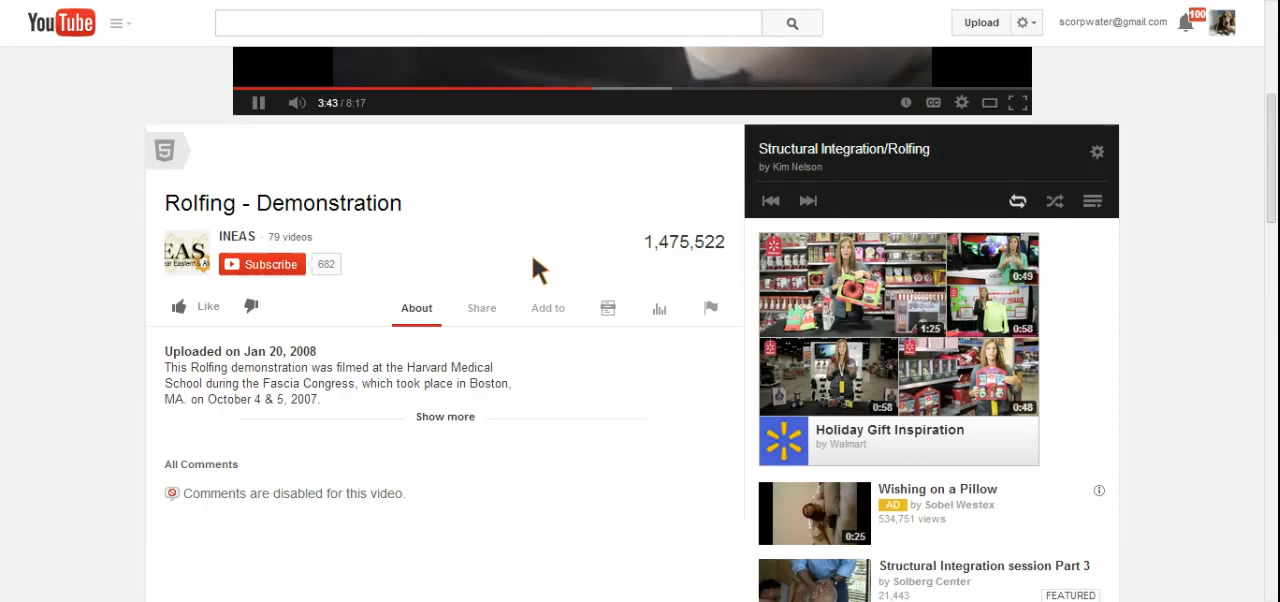 YouTube
Upload
scorpwater@gmail.com
100
3:43 / 8:17
CC
5
Rolfing - Demonstration
INEAS · 79 videos
Subscribe 682
1,475,522
Like
About Share Add to
Uploaded on Jan 20, 2008
This Rolfing demonstration was filmed at the Harvard Medical
School during the Fascia Congress, which took place in Boston,
MA. on October 4 & 5, 2007.
Show more
All Comments
Comments are disabled for this video.
Structural Integration/Rolfing
by Kim Nelson
0:49
1:25
0:58
0:58
0:48
Holiday Gift Inspiration
by Walmart
Wishing on a Pillow
AD by Sobel Westex
534,751 views
0:25
Structural Integration session Part 3
by Solberg Center
21,443
FEATURED